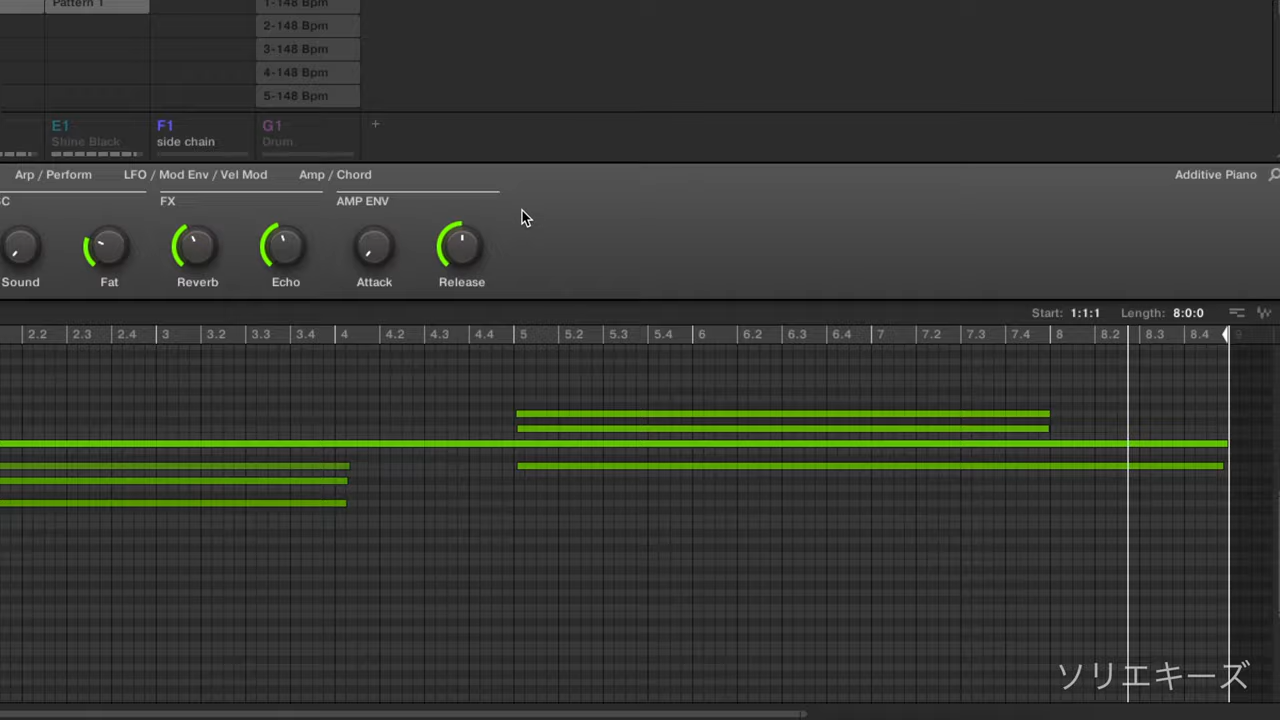 Pattern 1
1-148 Bpm
2-148 Bpm
3-148 Bpm
4-148 Bpm
5-148 Bpm
E1 F1 G1 +
Shine Black side chain Drum
Arp / Perform LFO / Mod Env / Vel Mod Amp / Chord Additive Piano
FX AMP ENV
Sound Fat Reverb Echo Attack Release
Start: 1:1:1 Length: 8:0:0
2.2 2.3 2.4 3 3.2 3.3 3.4 4 4.2 4.3 4.4 5 5.2 5.3 5.4 6 6.2 6.3 6.4 7 7.2 7.3 7.4 8 8.2 8.3 8.4 9
ソリエキーズ